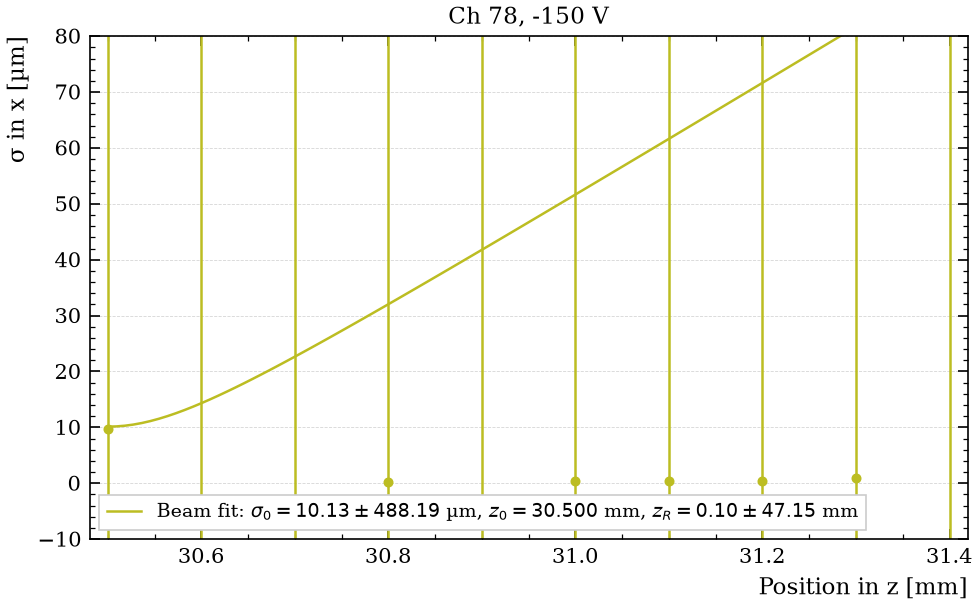 Ch 78, -150 V
σ in x [µm]
80
70
60
50
40
30
20
10
0
−10
Beam fit: σ₀ = 10.13 ± 488.19 µm, z₀ = 30.500 mm, z_R = 0.10 ± 47.15 mm
30.6 30.8 31.0 31.2 31.4
Position in z [mm]